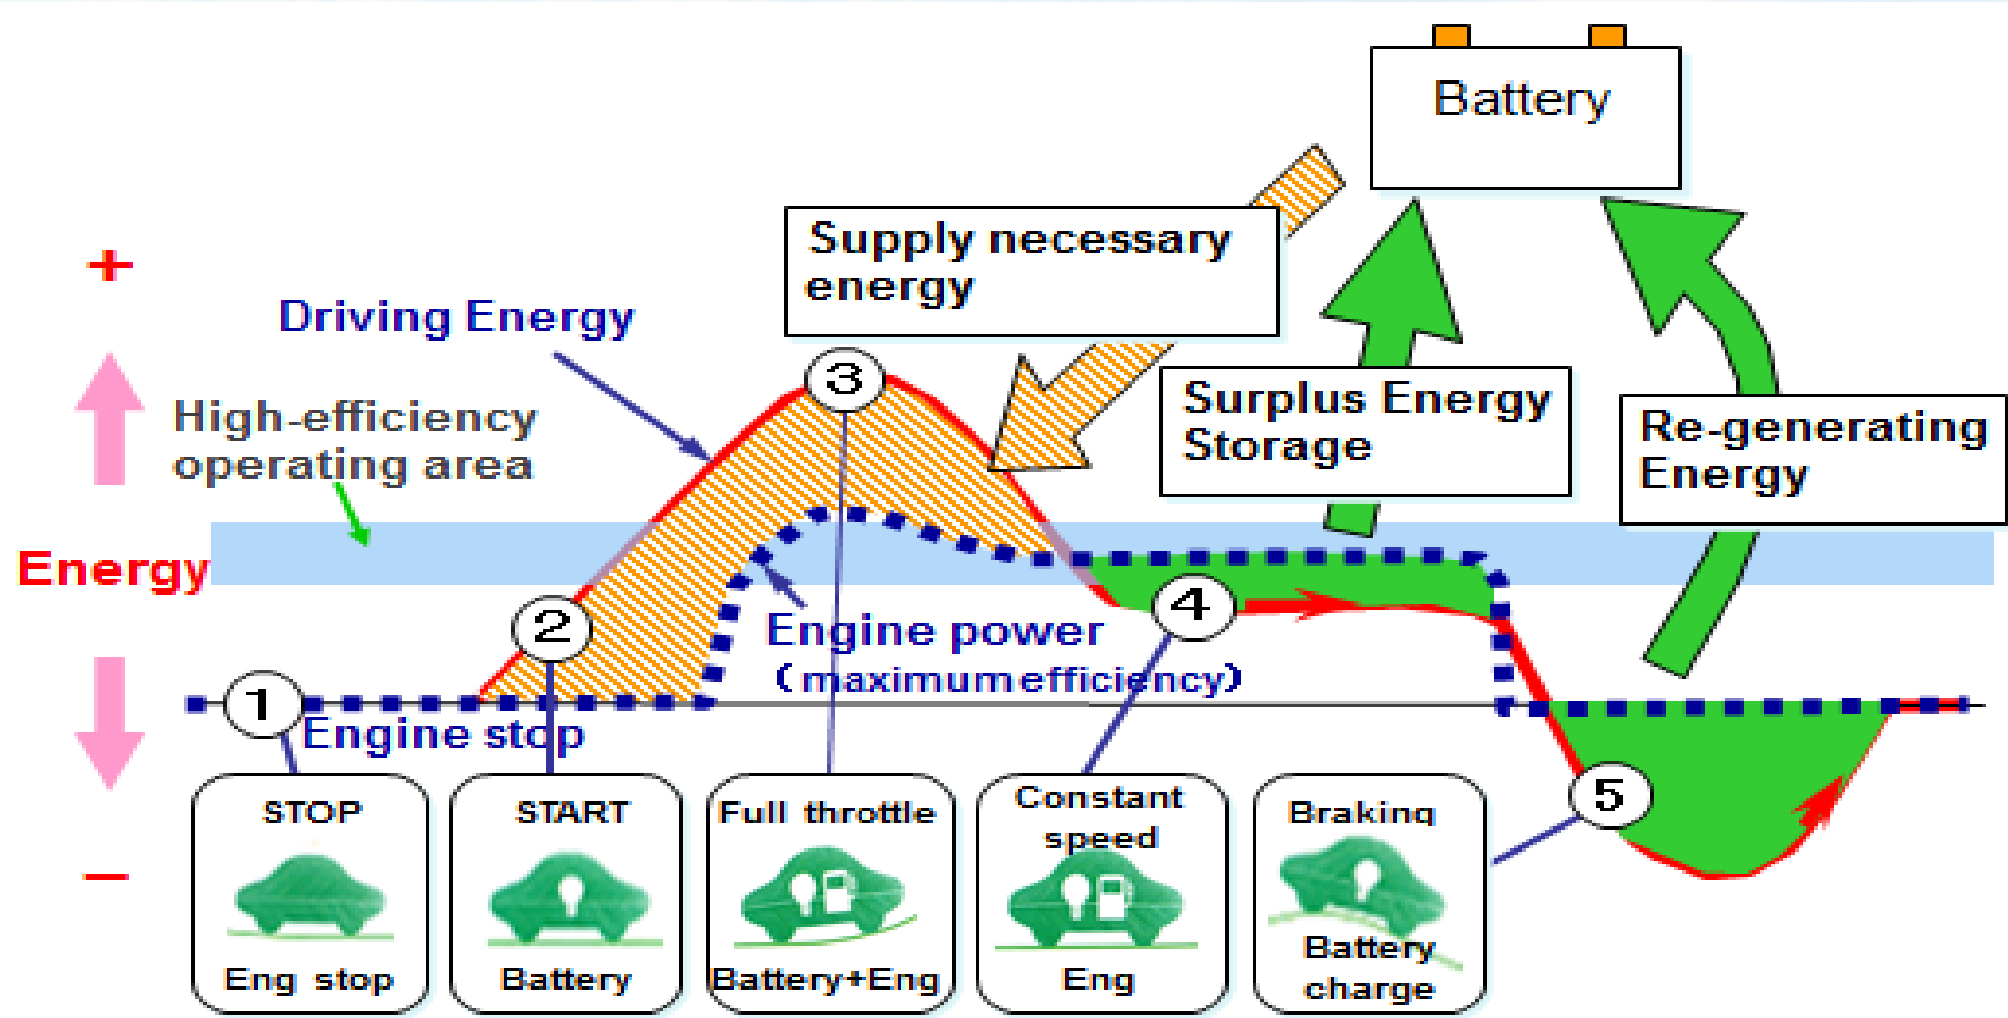 Battery
Supply necessary
energy
+
Driving Energy
3
Surplus Energy
Storage
Re-generating
Energy
High-efficiency
operating area
Energy
2
4
Engine power
(maximum efficiency)
1
Engine stop
5
−
STOP
Eng stop
START
Battery
Full throttle
Battery+Eng
Constant
speed
Eng
Braking
Battery
charge